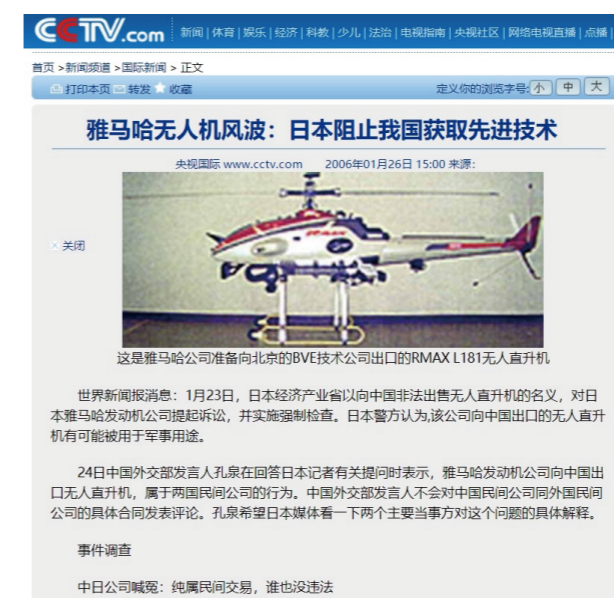 CCTV.com 新闻|体育|娱乐|经济|科教|少儿|法治|电视指南|央视社区|网络电视直播|点播|
首页 >新闻频道 >国际新闻 > 正文
打印本页 转发 收藏 定义你的浏览字号:小 中 大
雅马哈无人机风波：日本阻止我国获取先进技术
央视国际 www.cctv.com 2006年01月26日 15:00 来源:
关闭
RMAX
这是雅马哈公司准备向北京的BVE技术公司出口的RMAX L181无人直升机
世界新闻报消息：1月23日，日本经济产业省以向中国非法出售无人直升机的名义，对日
本雅马哈发动机公司提起诉讼，并实施强制检查。日本警方认为,该公司向中国出口的无人直升
机有可能被用于军事用途。
24日中国外交部发言人孔泉在回答日本记者有关提问时表示，雅马哈发动机公司向中国出
口无人直升机，属于两国民间公司的行为。中国外交部发言人不会对中国民间公司同外国民间
公司的具体合同发表评论。孔泉希望日本媒体看一下两个主要当事方对这个问题的具体解释。
事件调查
中日公司喊冤：纯属民间交易，谁也没违法